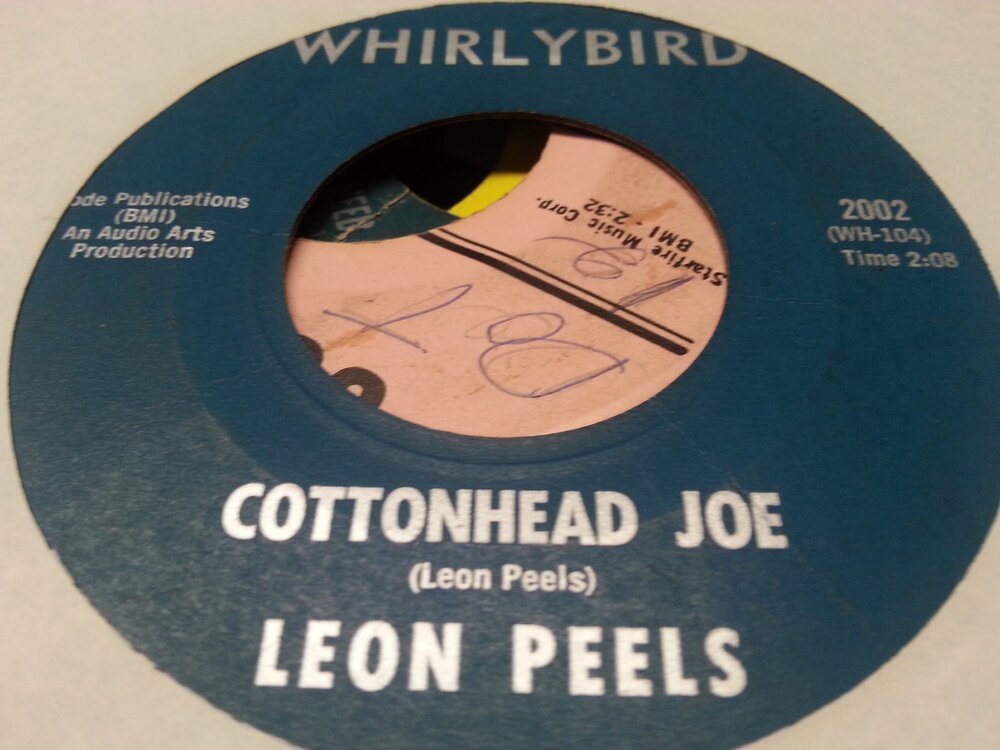 WHIRLYBIRD
Publications
(BMI)
An Audio Arts
Production
2002
(WH-104)
Time 2:08
Starfire Music Corp.
BMI - 2:32
COTTONHEAD JOE
(Leon Peels)
LEON PEELS